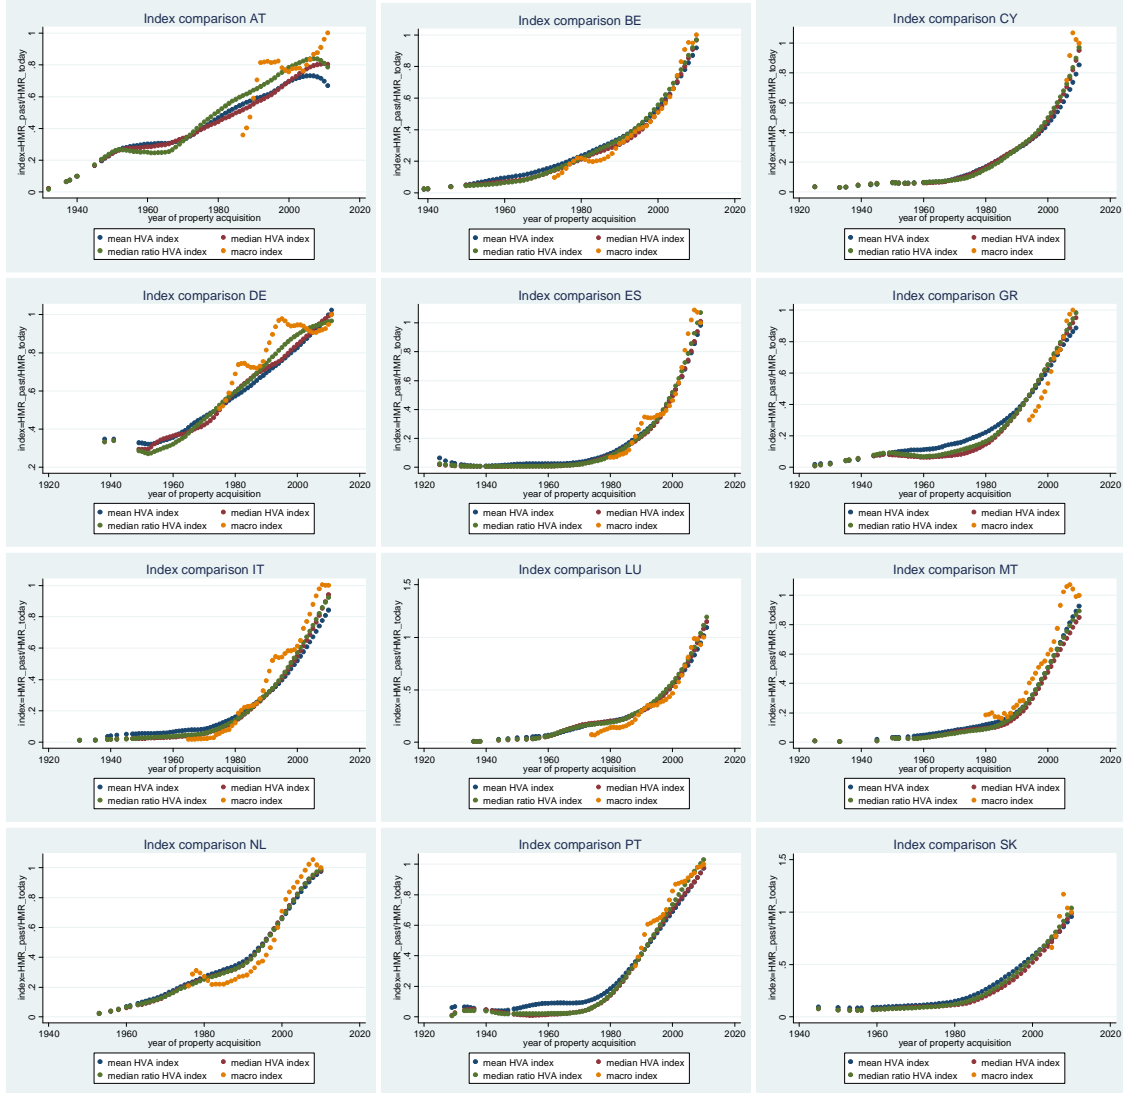 Index comparison AT
index=HMR_past/HMR_today
0 .2 .4 .6 .8 1
1940 1960 1980 2000 2020
year of property acquisition
mean HVA index median HVA index
median ratio HVA index macro index
Index comparison BE
index=HMR_past/HMR_today
0 .2 .4 .6 .8 1
1940 1960 1980 2000 2020
year of property acquisition
mean HVA index median HVA index
median ratio HVA index macro index
Index comparison CY
index=HMR_past/HMR_today
0 .2 .4 .6 .8 1
1920 1940 1960 1980 2000 2020
year of property acquisition
mean HVA index median HVA index
median ratio HVA index macro index
Index comparison DE
index=HMR_past/HMR_today
.2 .4 .6 .8 1
1920 1940 1960 1980 2000 2020
year of property acquisition
mean HVA index median HVA index
median ratio HVA index macro index
Index comparison ES
index=HMR_past/HMR_today
0 .2 .4 .6 .8 1
1920 1940 1960 1980 2000 2020
year of property acquisition
mean HVA index median HVA index
median ratio HVA index macro index
Index comparison GR
index=HMR_past/HMR_today
0 .2 .4 .6 .8 1
1920 1940 1960 1980 2000 2020
year of property acquisition
mean HVA index median HVA index
median ratio HVA index macro index
Index comparison IT
index=HMR_past/HMR_today
0 .2 .4 .6 .8 1
1920 1940 1960 1980 2000 2020
year of property acquisition
mean HVA index median HVA index
median ratio HVA index macro index
Index comparison LU
index=HMR_past/HMR_today
0 .5 1 1.5
1920 1940 1960 1980 2000 2020
year of property acquisition
mean HVA index median HVA index
median ratio HVA index macro index
Index comparison MT
index=HMR_past/HMR_today
0 .2 .4 .6 .8 1
1920 1940 1960 1980 2000 2020
year of property acquisition
mean HVA index median HVA index
median ratio HVA index macro index
Index comparison NL
index=HMR_past/HMR_today
0 .2 .4 .6 .8 1
1940 1960 1980 2000 2020
year of property acquisition
mean HVA index median HVA index
median ratio HVA index macro index
Index comparison PT
index=HMR_past/HMR_today
0 .2 .4 .6 .8 1
1920 1940 1960 1980 2000 2020
year of property acquisition
mean HVA index median HVA index
median ratio HVA index macro index
Index comparison SK
index=HMR_past/HMR_today
0 .5 1 1.5
1940 1960 1980 2000 2020
year of property acquisition
mean HVA index median HVA index
median ratio HVA index macro index